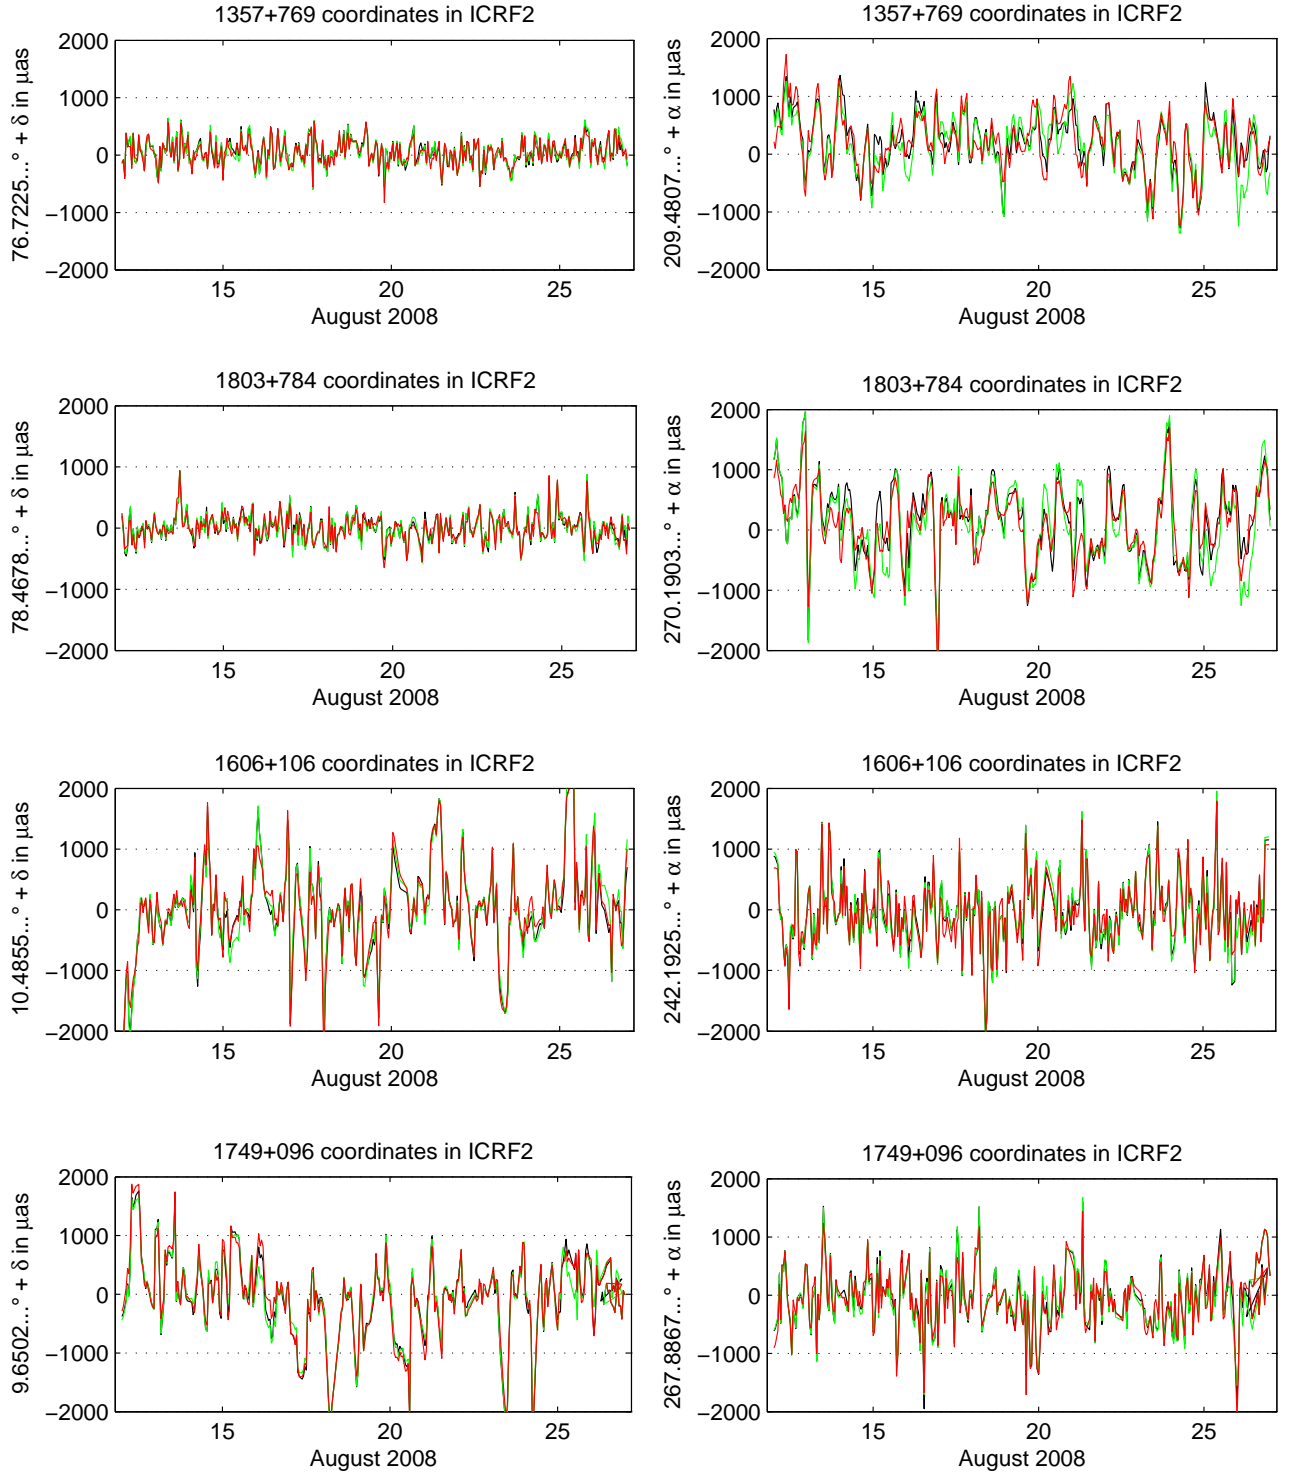 1357+769 coordinates in ICRF2
76.7225...° + δ in µas
2000
1000
0
−1000
−2000
15
20
25
August 2008
1357+769 coordinates in ICRF2
209.4807...° + α in µas
2000
1000
0
−1000
−2000
15
20
25
August 2008
1803+784 coordinates in ICRF2
78.4678...° + δ in µas
2000
1000
0
−1000
−2000
15
20
25
August 2008
1803+784 coordinates in ICRF2
270.1903...° + α in µas
2000
1000
0
−1000
−2000
15
20
25
August 2008
1606+106 coordinates in ICRF2
10.4855...° + δ in µas
2000
1000
0
−1000
−2000
15
20
25
August 2008
1606+106 coordinates in ICRF2
242.1925...° + α in µas
2000
1000
0
−1000
−2000
15
20
25
August 2008
1749+096 coordinates in ICRF2
9.6502...° + δ in µas
2000
1000
0
−1000
−2000
15
20
25
August 2008
1749+096 coordinates in ICRF2
267.8867...° + α in µas
2000
1000
0
−1000
−2000
15
20
25
August 2008